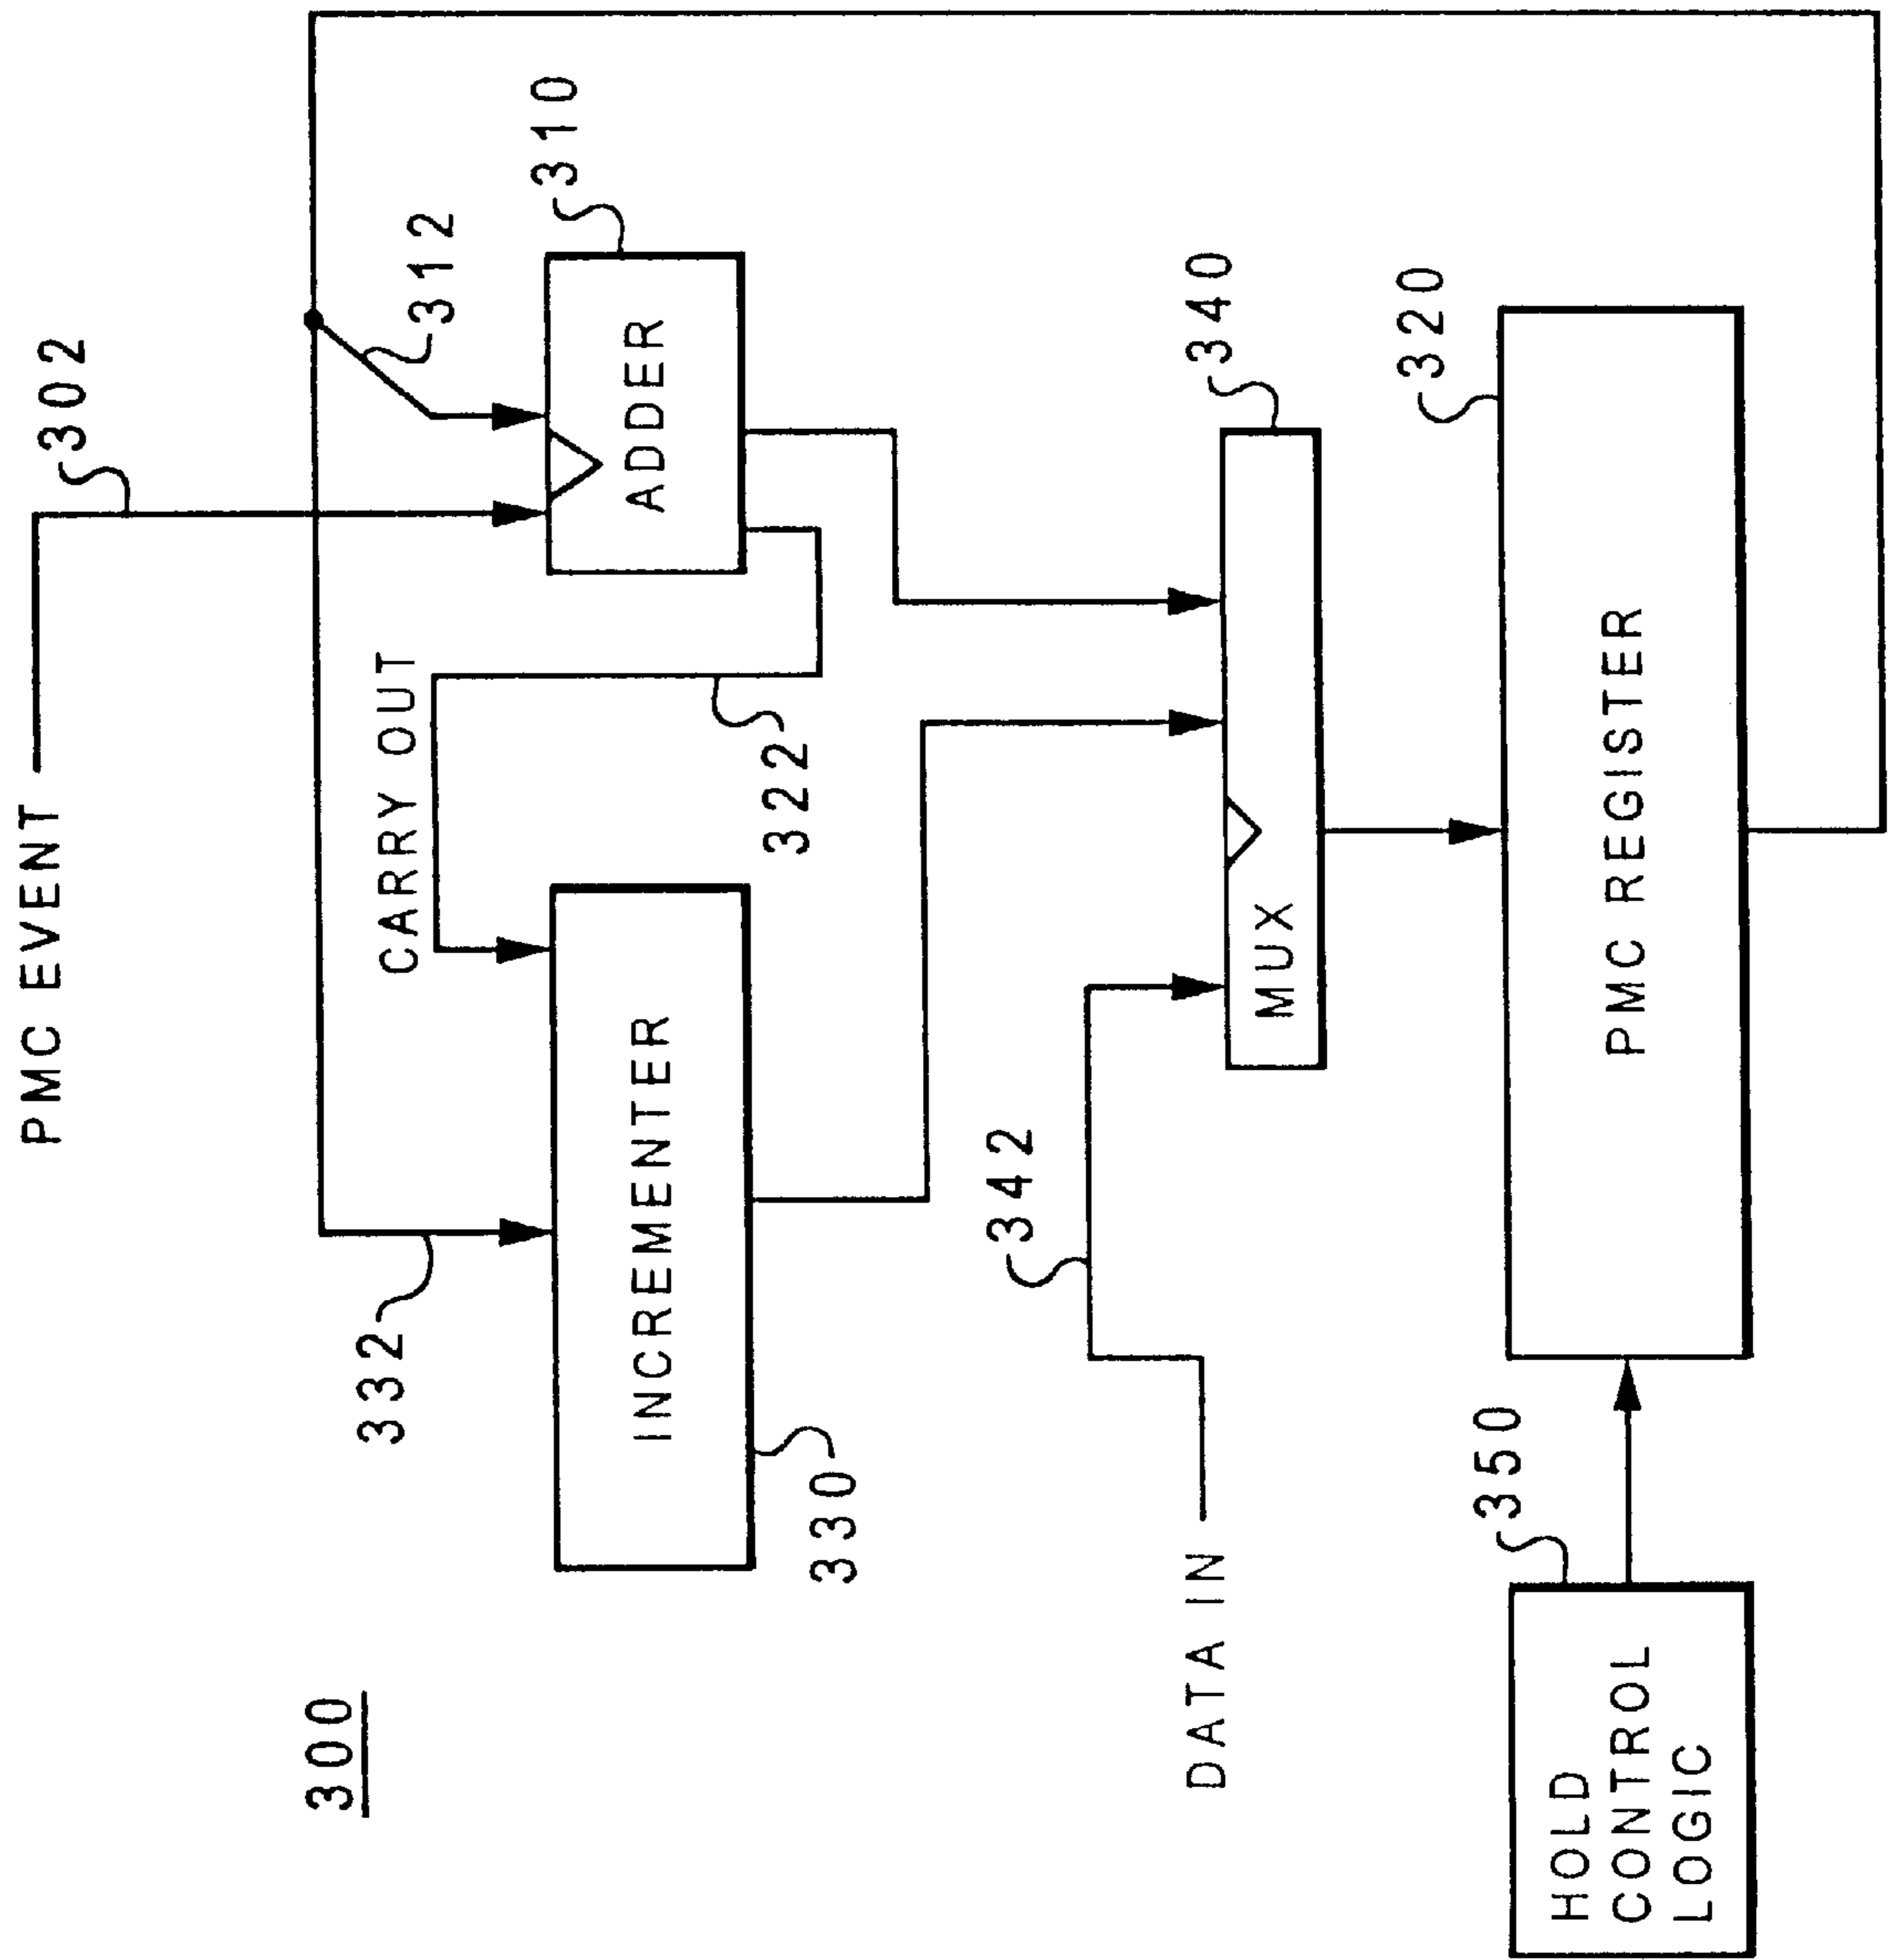 PMC EVENT
302
300
332
CARRY OUT
312
INCREMENTER
ADDER
310
330
322
342
340
DATA IN
MUX
350
320
HOLD
CONTROL
LOGIC
PMC REGISTER